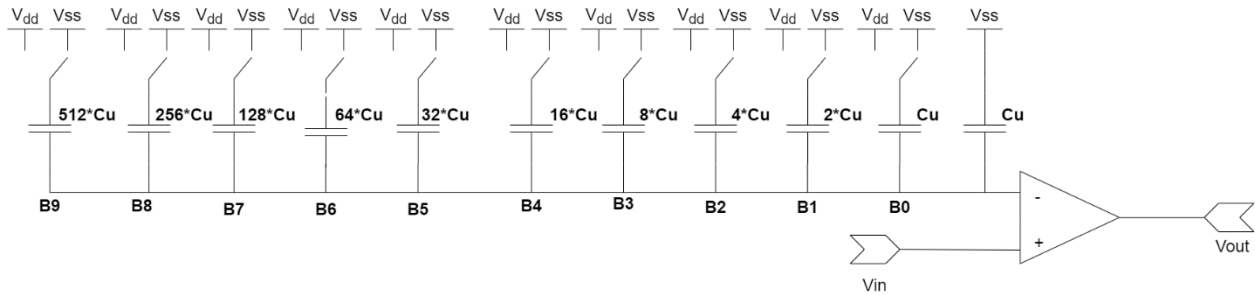 Vdd Vss Vdd Vss Vdd Vss Vdd Vss Vdd Vss Vdd Vss Vdd Vss Vdd Vss Vdd Vss Vdd Vss Vss
512*Cu 256*Cu 128*Cu 64*Cu 32*Cu 16*Cu 8*Cu 4*Cu 2*Cu Cu Cu
B9 B8 B7 B6 B5 B4 B3 B2 B1 B0
-
+
Vout
Vin